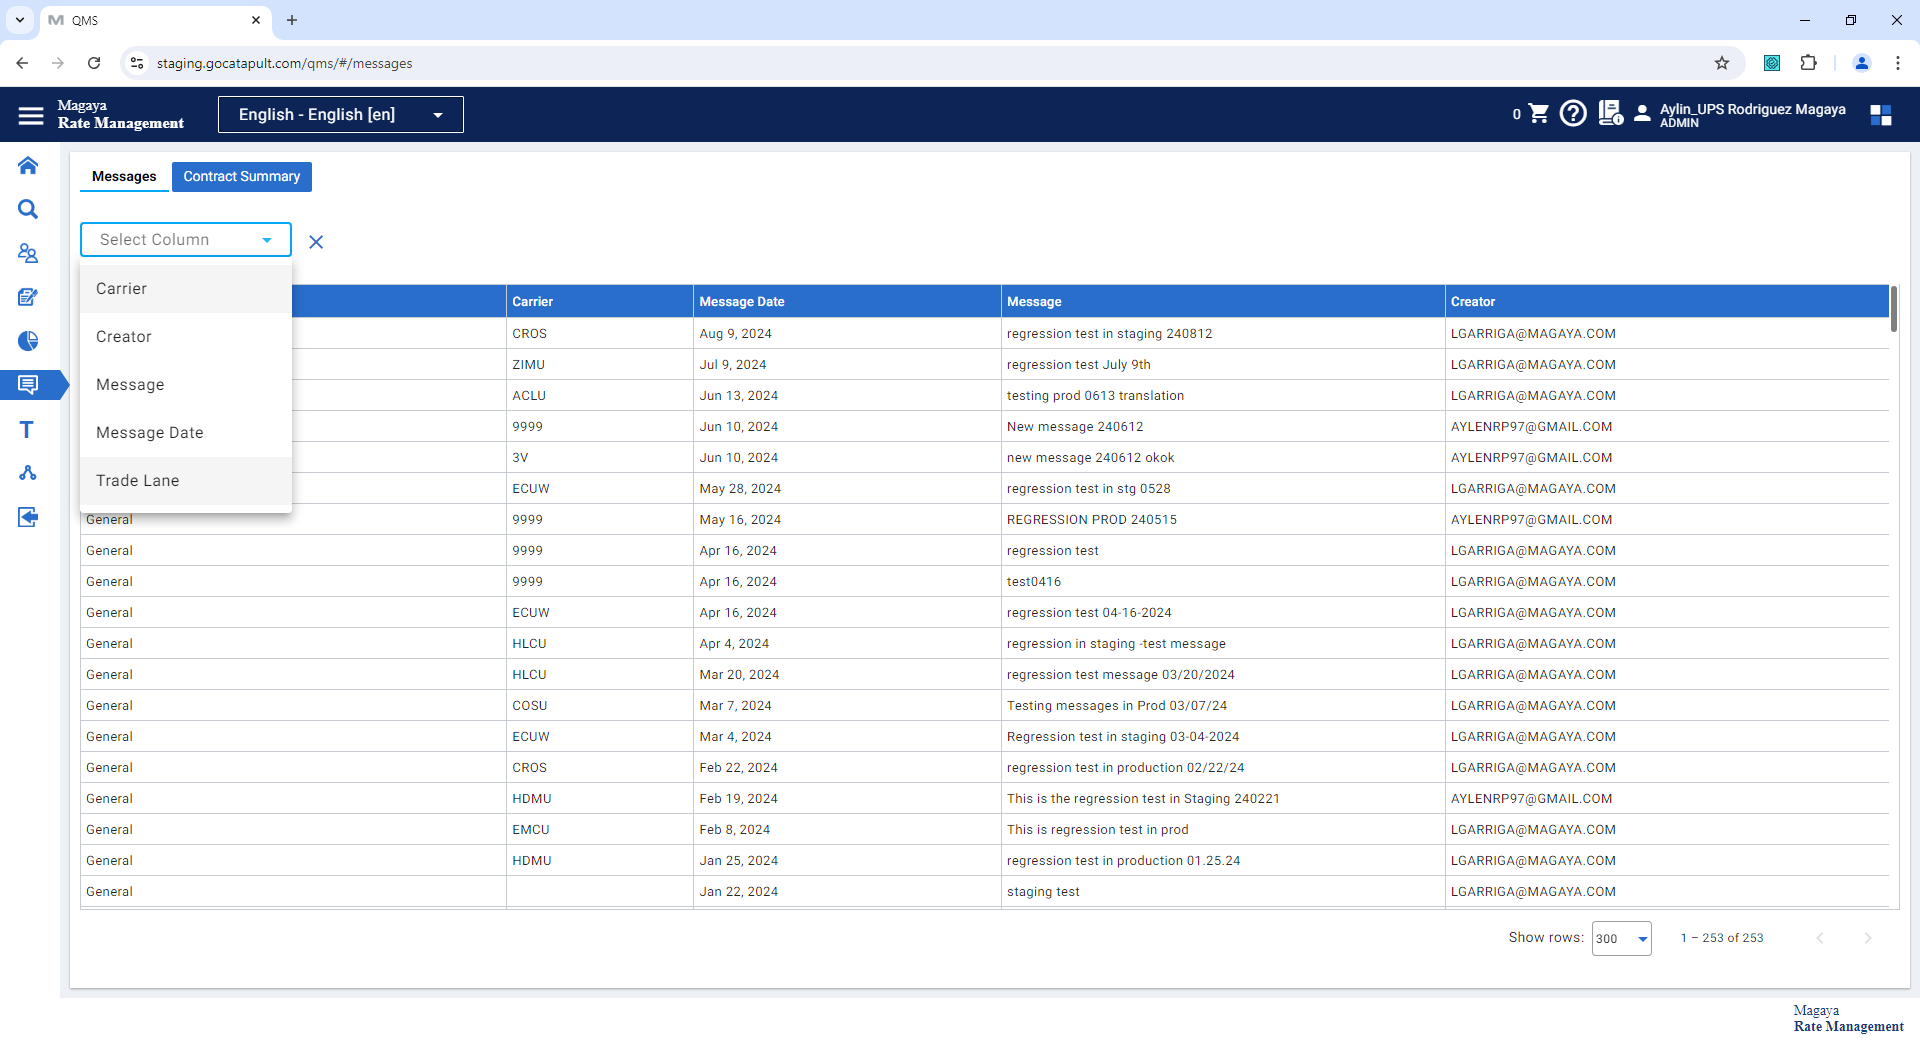 QMS
staging.gocatapult.com/qms/#/messages
Magaya
Rate Management
English - English [en]
0
Aylin_UPS Rodriguez Magaya
ADMIN
Messages
Contract Summary
Select Column
Carrier
Creator
Message
Message Date
Trade Lane
Carrier Message Date Message Creator
CROS Aug 9, 2024 regression test in staging 240812 LGARRIGA@MAGAYA.COM
ZIMU Jul 9, 2024 regression test July 9th LGARRIGA@MAGAYA.COM
ACLU Jun 13, 2024 testing prod 0613 translation LGARRIGA@MAGAYA.COM
9999 Jun 10, 2024 New message 240612 AYLENRP97@GMAIL.COM
3V Jun 10, 2024 new message 240612 okok AYLENRP97@GMAIL.COM
ECUW May 28, 2024 regression test in stg 0528 LGARRIGA@MAGAYA.COM
General 9999 May 16, 2024 REGRESSION PROD 240515 AYLENRP97@GMAIL.COM
General 9999 Apr 16, 2024 regression test LGARRIGA@MAGAYA.COM
General 9999 Apr 16, 2024 test0416 LGARRIGA@MAGAYA.COM
General ECUW Apr 16, 2024 regression test 04-16-2024 LGARRIGA@MAGAYA.COM
General HLCU Apr 4, 2024 regression in staging -test message LGARRIGA@MAGAYA.COM
General HLCU Mar 20, 2024 regression test message 03/20/2024 LGARRIGA@MAGAYA.COM
General COSU Mar 7, 2024 Testing messages in Prod 03/07/24 LGARRIGA@MAGAYA.COM
General ECUW Mar 4, 2024 Regression test in staging 03-04-2024 LGARRIGA@MAGAYA.COM
General CROS Feb 22, 2024 regression test in production 02/22/24 LGARRIGA@MAGAYA.COM
General HDMU Feb 19, 2024 This is the regression test in Staging 240221 AYLENRP97@GMAIL.COM
General EMCU Feb 8, 2024 This is regression test in prod LGARRIGA@MAGAYA.COM
General HDMU Jan 25, 2024 regression test in production 01.25.24 LGARRIGA@MAGAYA.COM
General Jan 22, 2024 staging test LGARRIGA@MAGAYA.COM
Show rows: 300 1 – 253 of 253
Magaya
Rate Management